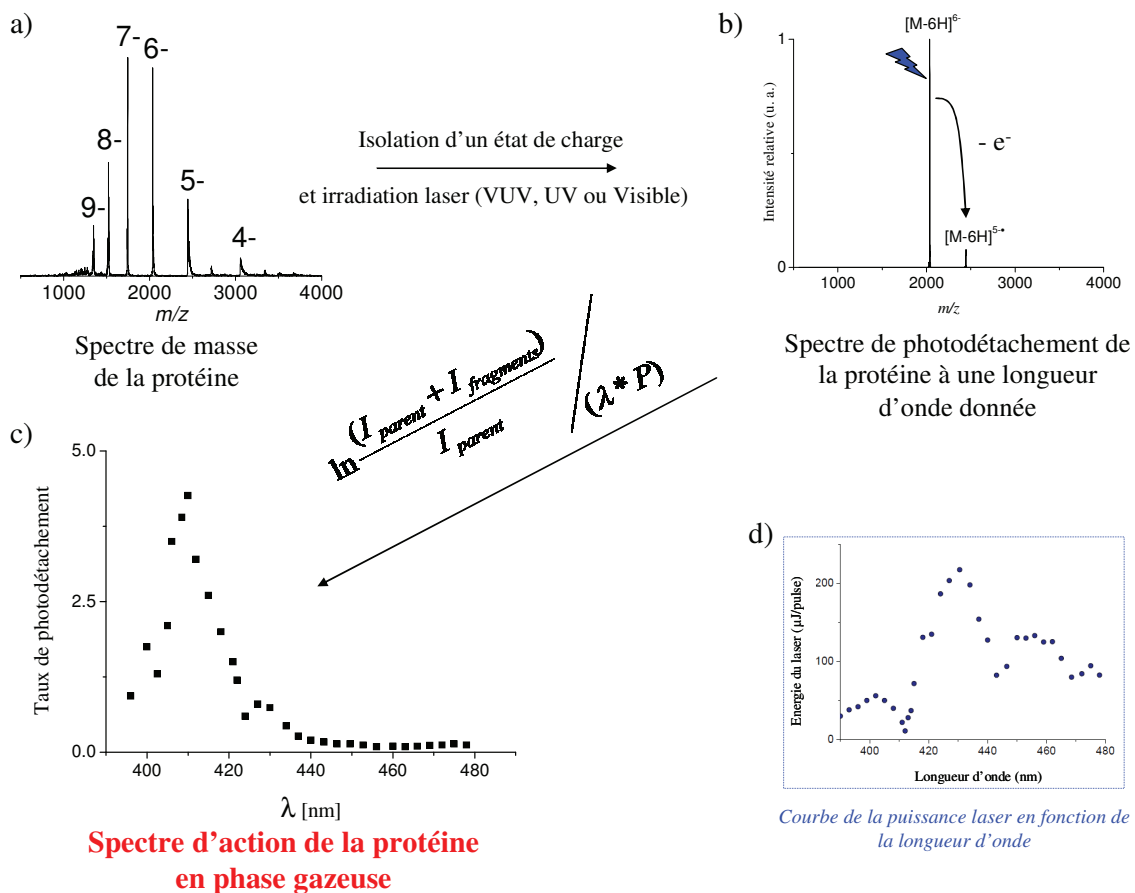 a)
7-
6-
8-
5-
9-
4-
1000 2000 3000 4000
m/z
Spectre de masse
de la protéine
Isolation d'un état de charge
et irradiation laser (VUV, UV ou Visible)
b)
[M-6H]6-
1
Intensité relative (u. a.)
- e-
[M-6H]5-•
0
1000 2000 3000 4000
m/z
Spectre de photodétachement de
la protéine à une longueur
d'onde donnée
ln (I parent + I fragments) / I parent / (λ * P)
c)
5.0
2.5
0.0
Taux de photodétachement
400 420 440 460 480
λ [nm]
Spectre d'action de la protéine
en phase gazeuse
d)
200
100
0
Energie du laser (µJ/pulse)
400 420 440 460 480
Longueur d'onde (nm)
Courbe de la puissance laser en fonction de
la longueur d'onde